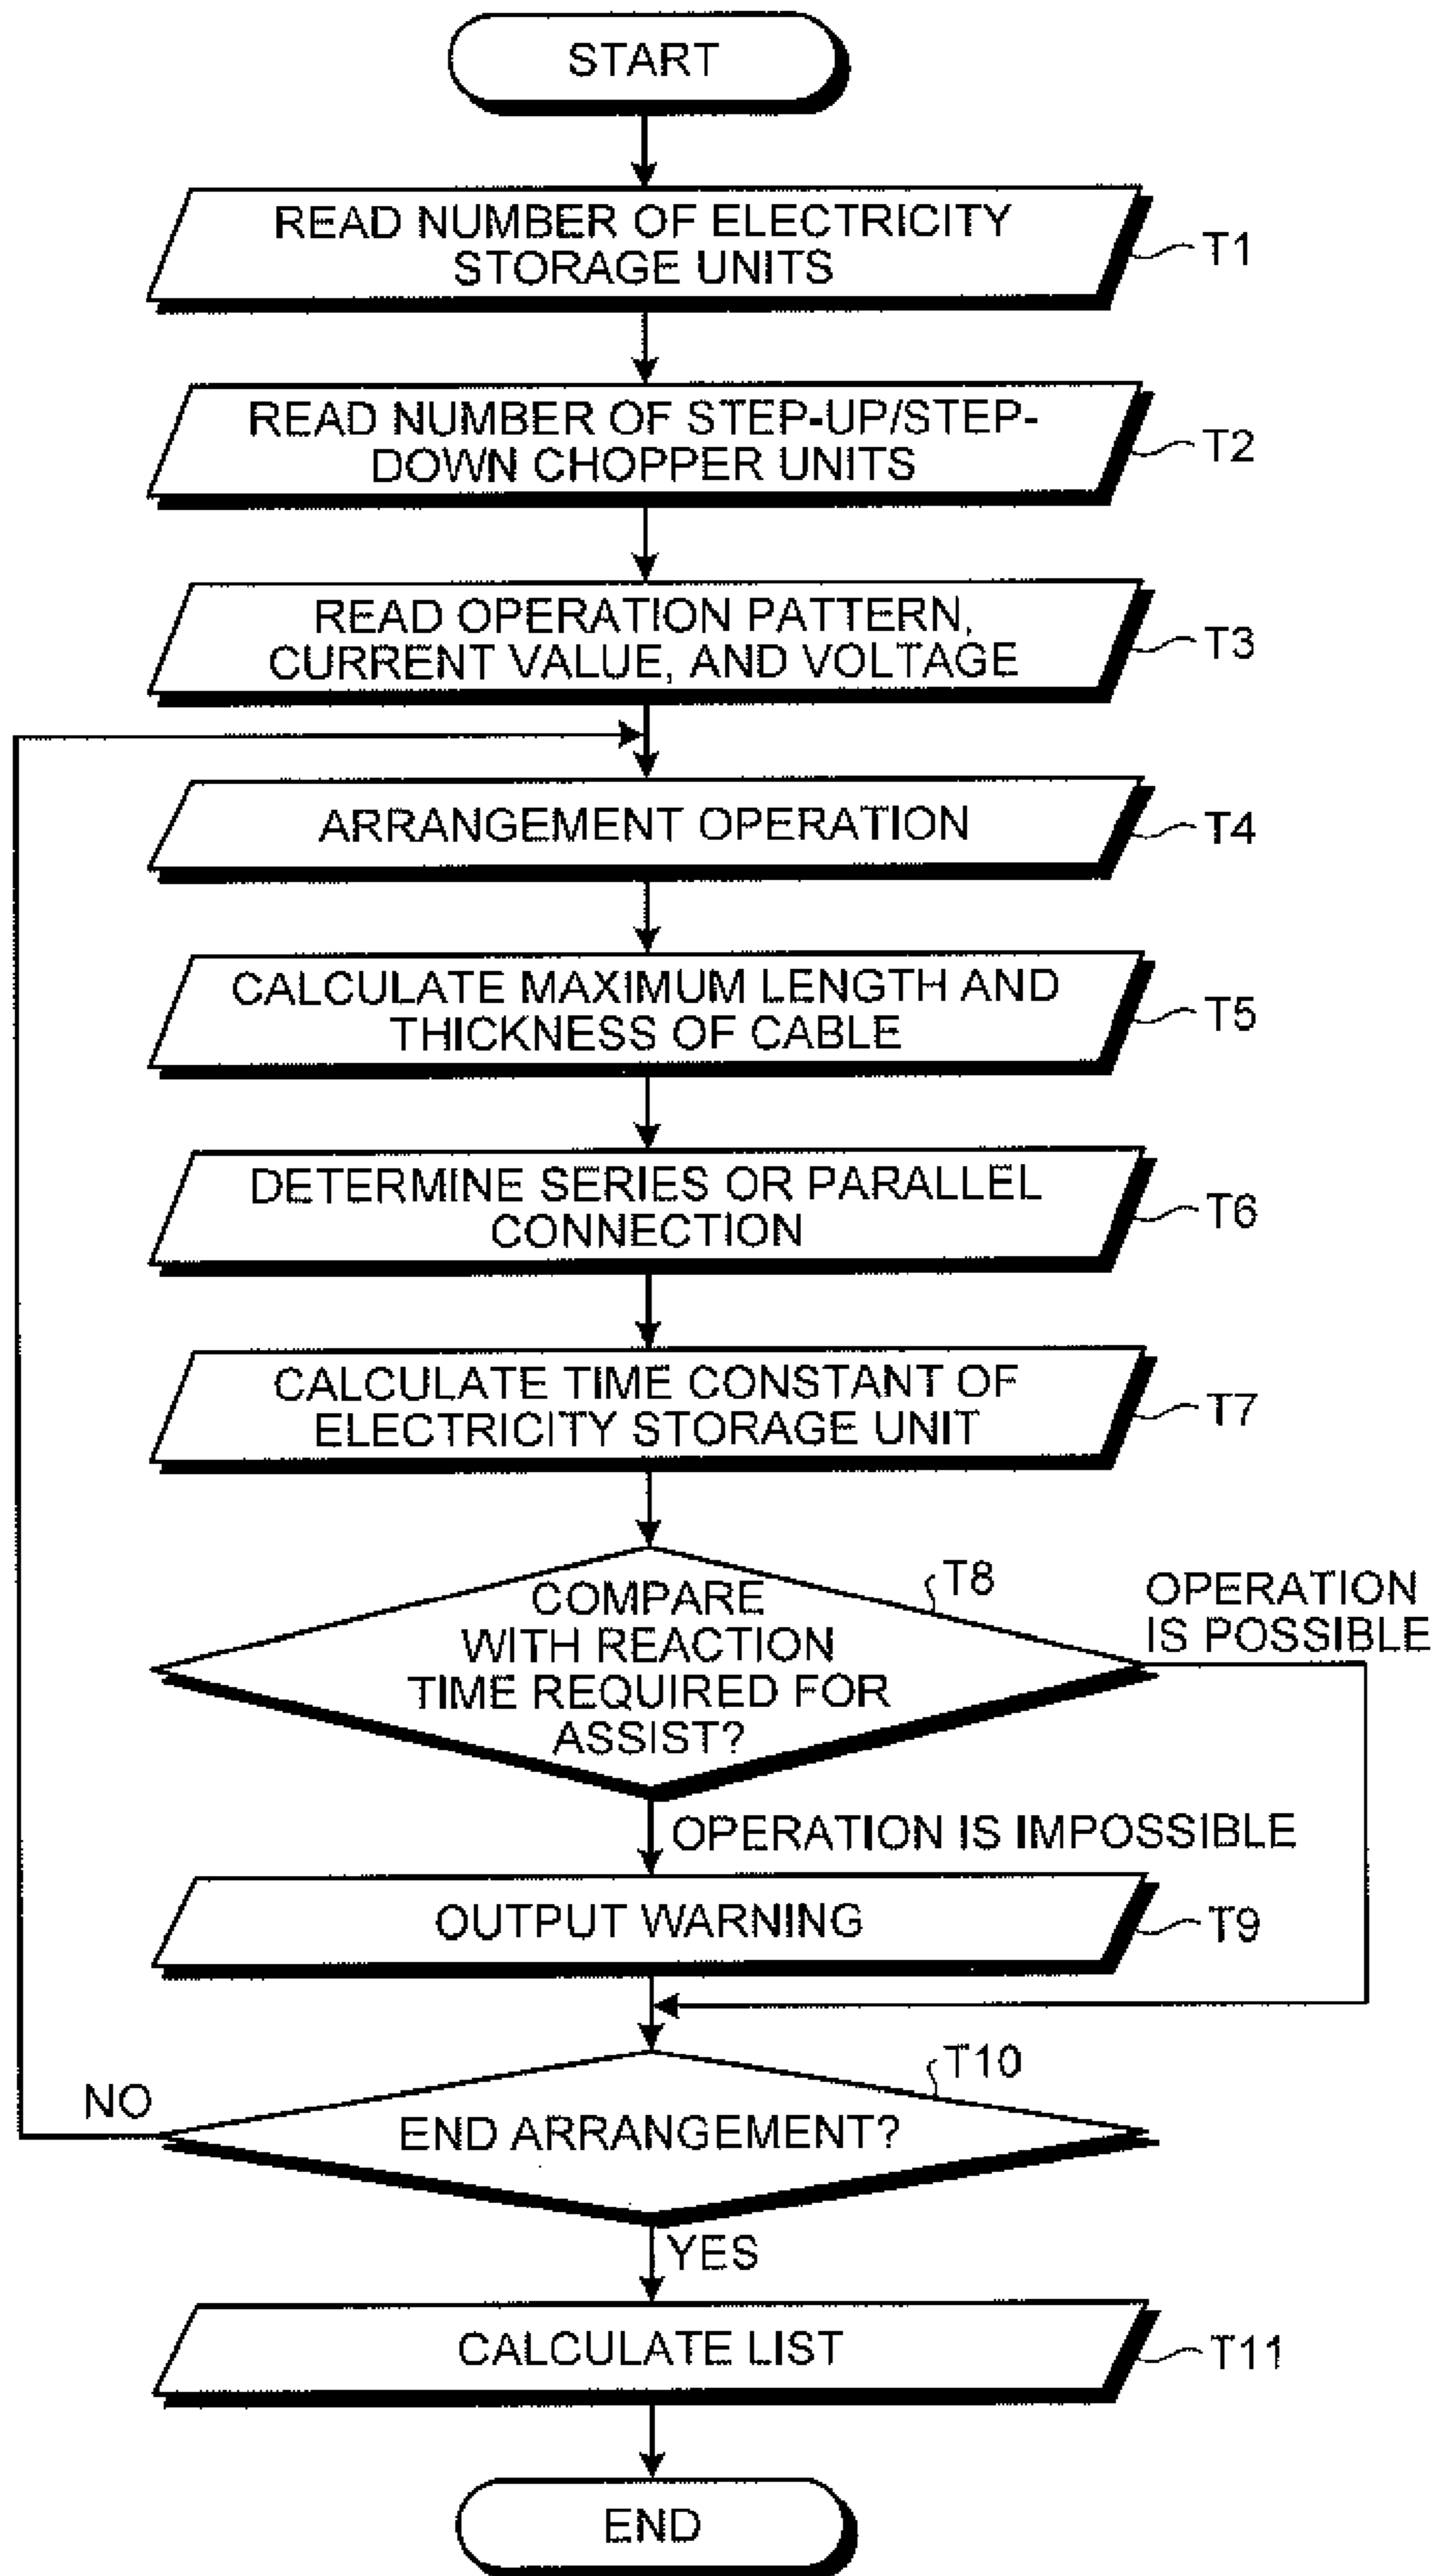 START
READ NUMBER OF ELECTRICITY
STORAGE UNITS
T1
READ NUMBER OF STEP-UP/STEP-
DOWN CHOPPER UNITS
T2
READ OPERATION PATTERN,
CURRENT VALUE, AND VOLTAGE
T3
ARRANGEMENT OPERATION
T4
CALCULATE MAXIMUM LENGTH AND
THICKNESS OF CABLE
T5
DETERMINE SERIES OR PARALLEL
CONNECTION
T6
CALCULATE TIME CONSTANT OF
ELECTRICITY STORAGE UNIT
T7
COMPARE
WITH REACTION
TIME REQUIRED FOR
ASSIST?
T8
OPERATION
IS POSSIBLE
OPERATION IS IMPOSSIBLE
OUTPUT WARNING
T9
T10
NO
END ARRANGEMENT?
YES
CALCULATE LIST
T11
END